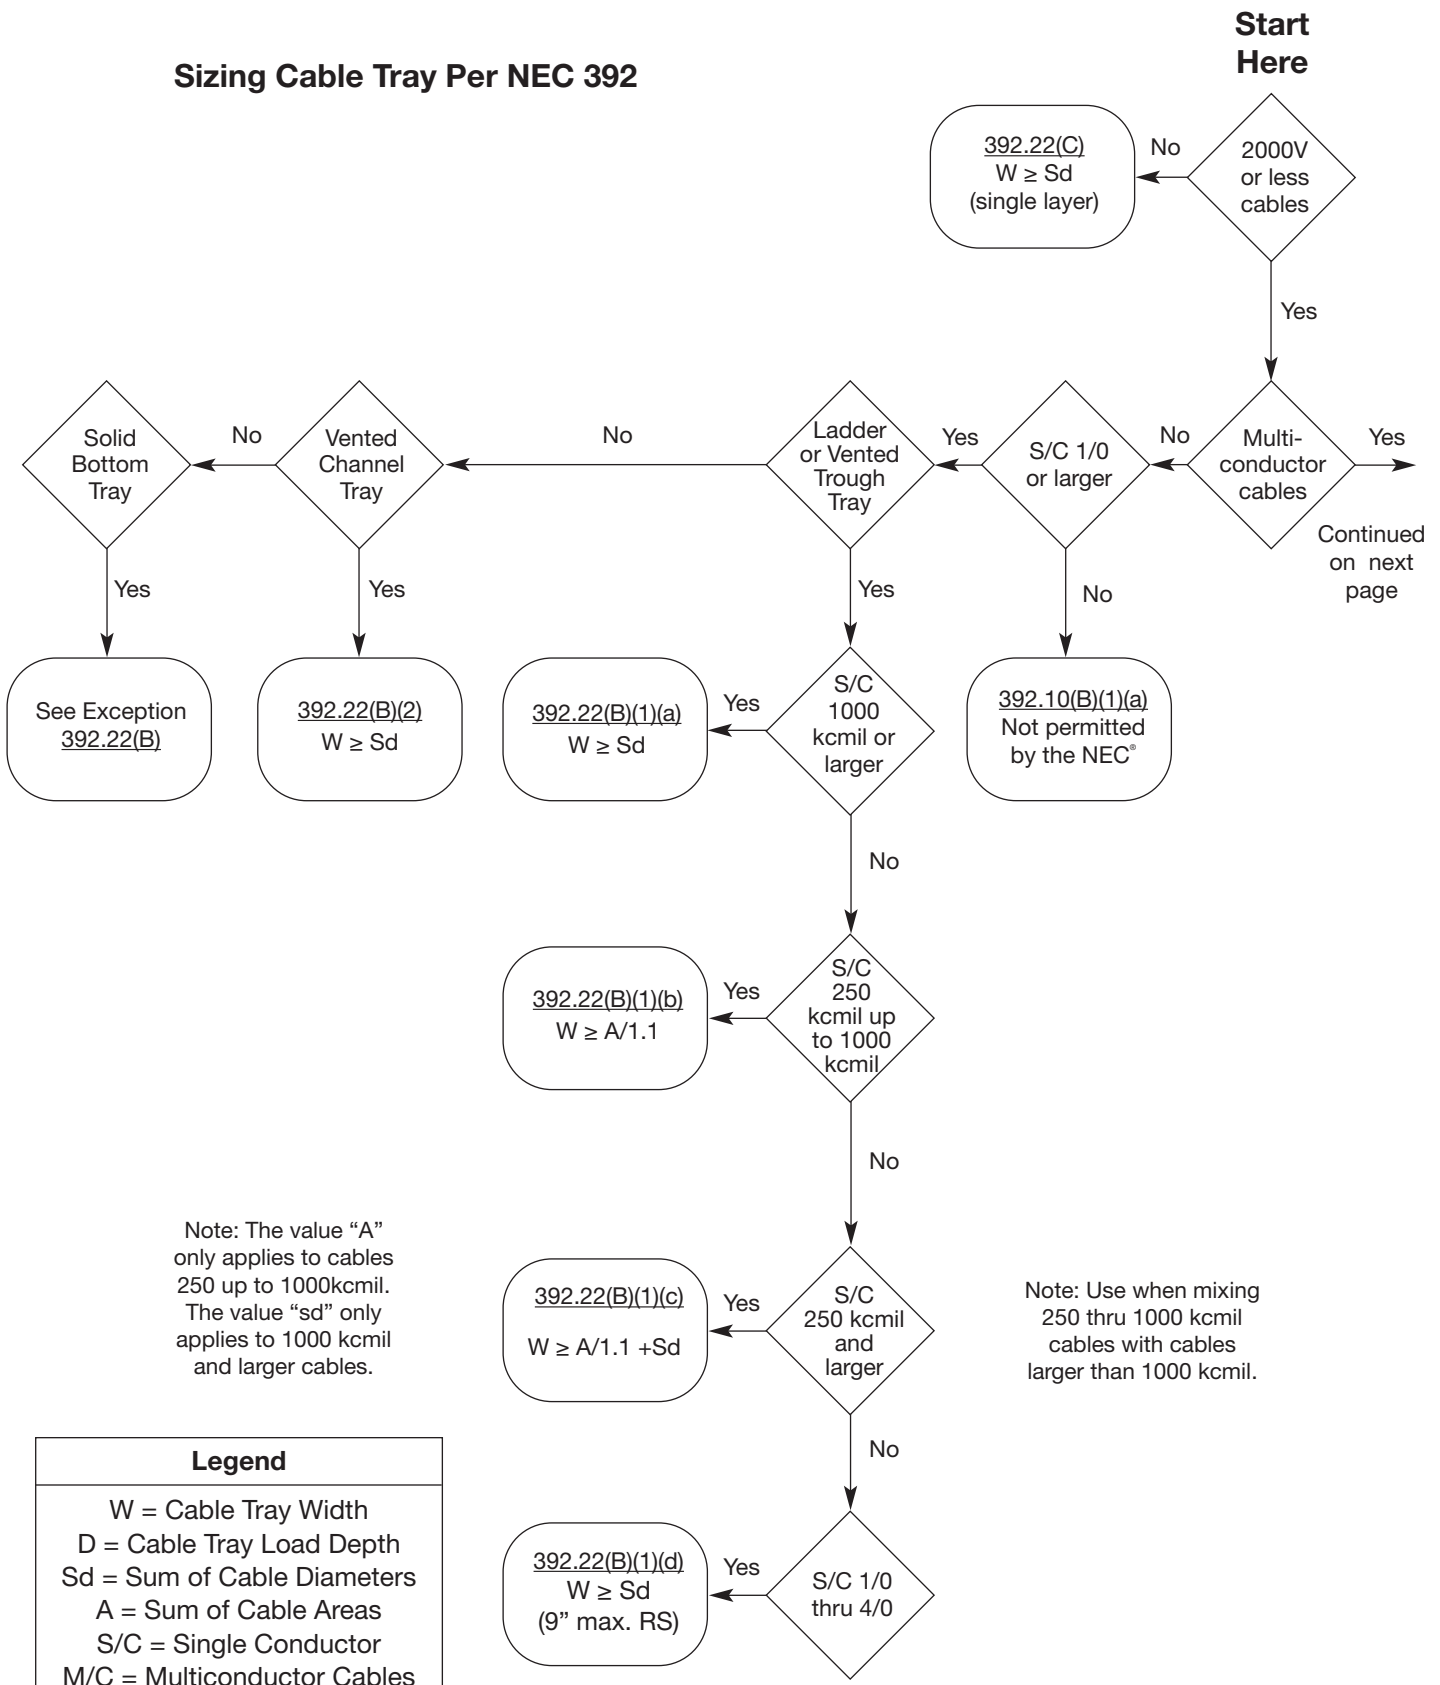 Start
Here
Sizing Cable Tray Per NEC 392
392.22(C)
W ≥ Sd
(single layer)
No
2000V
or less
cables
Yes
Solid
Bottom
Tray
No
Vented
Channel
Tray
No
Ladder
or Vented
Trough
Tray
Yes
S/C 1/0
or larger
No
Multi-
conductor
cables
Yes
Continued
on next
page
Yes
Yes
Yes
No
See Exception
392.22(B)
392.22(B)(2)
W ≥ Sd
392.22(B)(1)(a)
W ≥ Sd
Yes
S/C
1000
kcmil or
larger
392.10(B)(1)(a)
Not permitted
by the NEC®
No
392.22(B)(1)(b)
W ≥ A/1.1
Yes
S/C
250
kcmil up
to 1000
kcmil
No
Note: The value “A”
only applies to cables
250 up to 1000kcmil.
The value “sd” only
applies to 1000 kcmil
and larger cables.
392.22(B)(1)(c)
W ≥ A/1.1 +Sd
Yes
S/C
250 kcmil
and
larger
Note: Use when mixing
250 thru 1000 kcmil
cables with cables
larger than 1000 kcmil.
No
Legend
W = Cable Tray Width
D = Cable Tray Load Depth
Sd = Sum of Cable Diameters
A = Sum of Cable Areas
S/C = Single Conductor
M/C = Multiconductor Cables
392.22(B)(1)(d)
W ≥ Sd
(9” max. RS)
Yes
S/C 1/0
thru 4/0